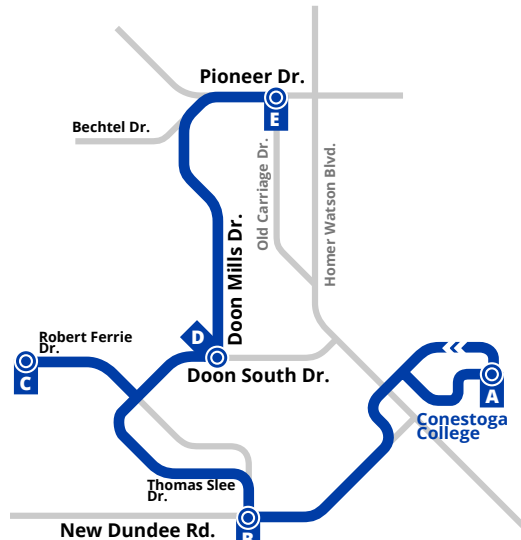 Pioneer Dr.
E
Bechtel Dr.
Old Carriage Dr.
Homer Watson Blvd.
Doon Mills Dr.
D
Robert Ferrie
Dr.
C
Doon South Dr.
A
Conestoga
College
Thomas Slee
Dr.
New Dundee Rd.
B